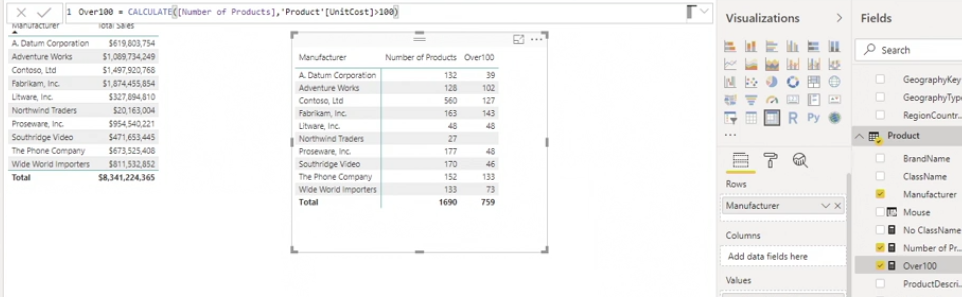 1 Over100 = CALCULATE([Number of Products],'Product'[UnitCost]>100)
Manufacturer Total Sales
A. Datum Corporation $619,803,754
Adventure Works $1,089,734,249
Contoso, Ltd $1,497,920,768
Fabrikam, Inc. $1,874,455,854
Litware, Inc. $327,894,810
Northwind Traders $20,163,004
Proseware, Inc. $954,540,221
Southridge Video $471,653,445
The Phone Company $673,525,408
Wide World Importers $811,532,852
Total $8,341,224,365
Manufacturer Number of Products Over100
A. Datum Corporation 132 39
Adventure Works 128 102
Contoso, Ltd 560 127
Fabrikam, Inc. 163 143
Litware, Inc. 48 48
Northwind Traders 27
Proseware, Inc. 177 48
Southridge Video 170 46
The Phone Company 152 133
Wide World Importers 133 73
Total 1690 759
Visualizations
R Py
Rows
Manufacturer
Columns
Add data fields here
Values
Fields
Search
GeographyKey
GeographyType
RegionCountr...
Product
BrandName
ClassName
Manufacturer
Mouse
No ClassName
Number of Pr...
Over100
ProductDescri...